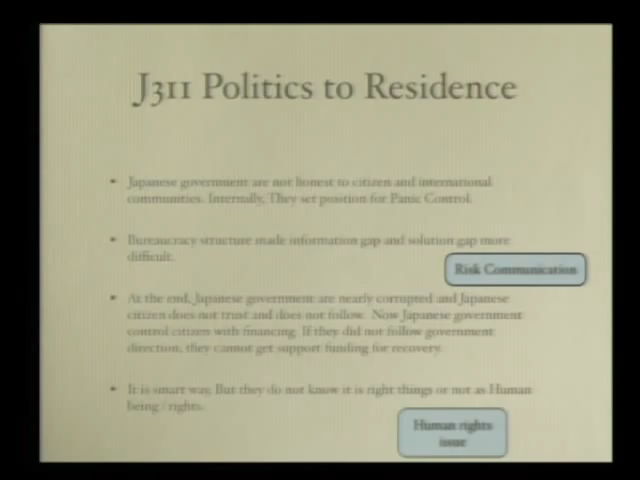 J311 Politics to Residence
Japanese government are not honest to citizen and international
communities. Internally, They set position for Panic Control.
Bureaucracy structure made information gap and solution gap more
difficult.
Risk Communication
At the end, Japanese government are nearly corrupted and Japanese
citizen does not trust and does not follow. Now Japanese government
control citizen with financing. If they did not follow government
direction, they cannot get support funding for recovery.
It is smart way, But they do not know it is right things or not as Human
being / rights.
Human rights
issue